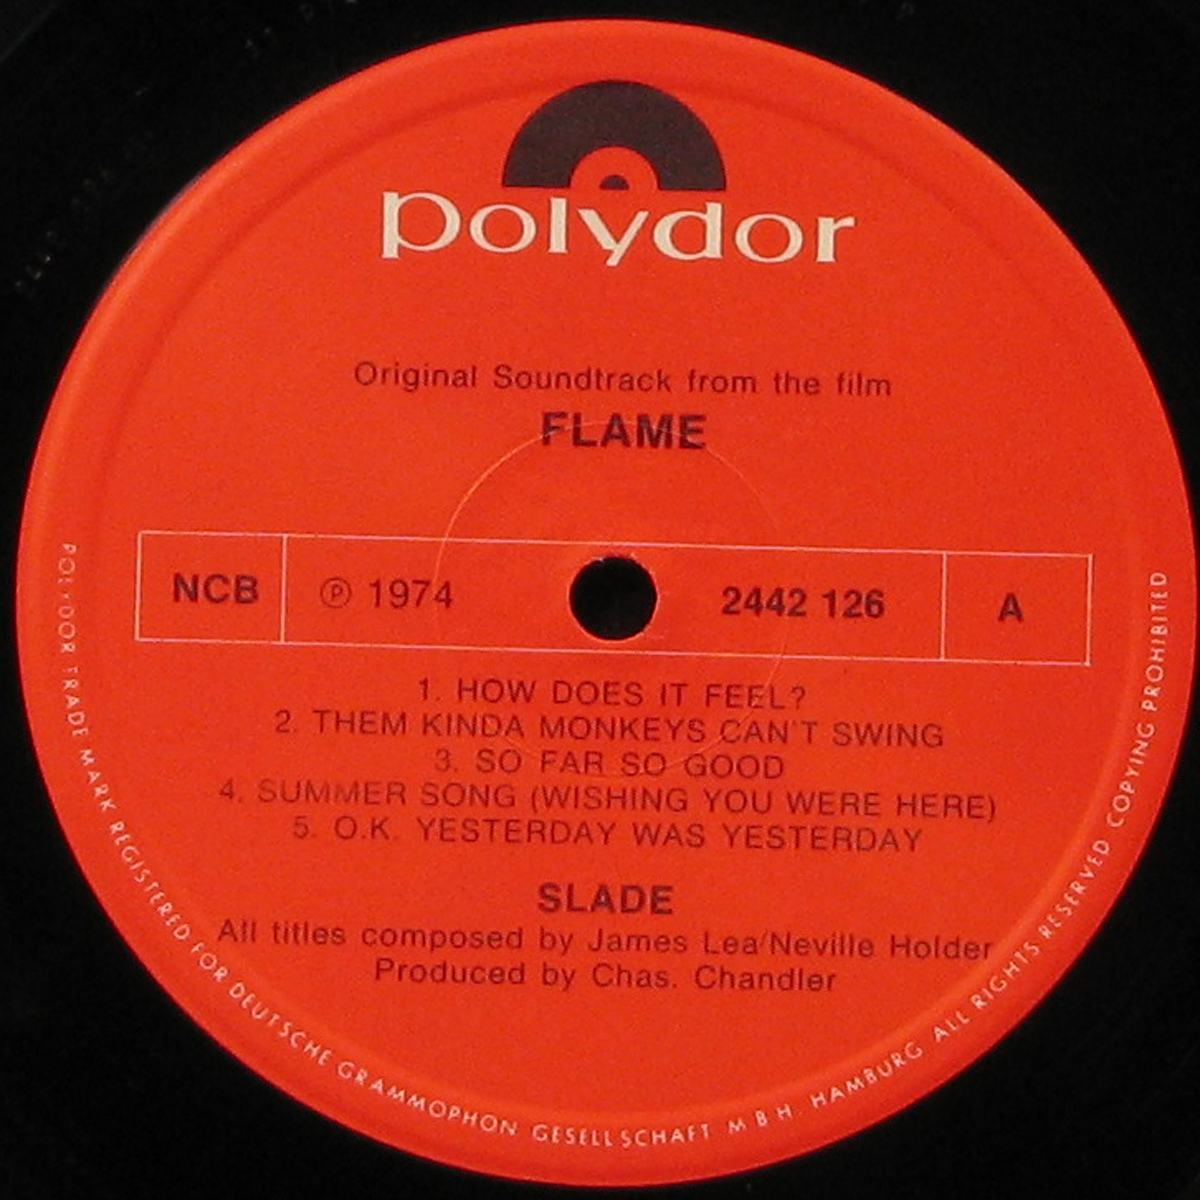 polydor
Original Soundtrack from the film
FLAME
NCB ℗ 1974 2442 126 A
1. HOW DOES IT FEEL?
2. THEM KINDA MONKEYS CAN'T SWING
3. SO FAR SO GOOD
4. SUMMER SONG (WISHING YOU WERE HERE)
5. O.K. YESTERDAY WAS YESTERDAY
SLADE
All titles composed by James Lea/Neville Holder
Produced by Chas. Chandler
POLYDOR TRADE MARK REGISTERED FOR DEUTSCHE GRAMMOPHON GESELLSCHAFT M B H. HAMBURG ALL RIGHTS RESERVED COPYING PROHIBITED